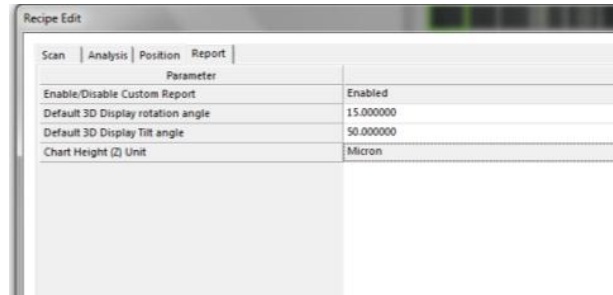 Recipe Edit
Scan Analysis Position Report
Parameter
Enable/Disable Custom Report Enabled
Default 3D Display rotation angle 15.000000
Default 3D Display Tilt angle 50.000000
Chart Height (Z) Unit Micron